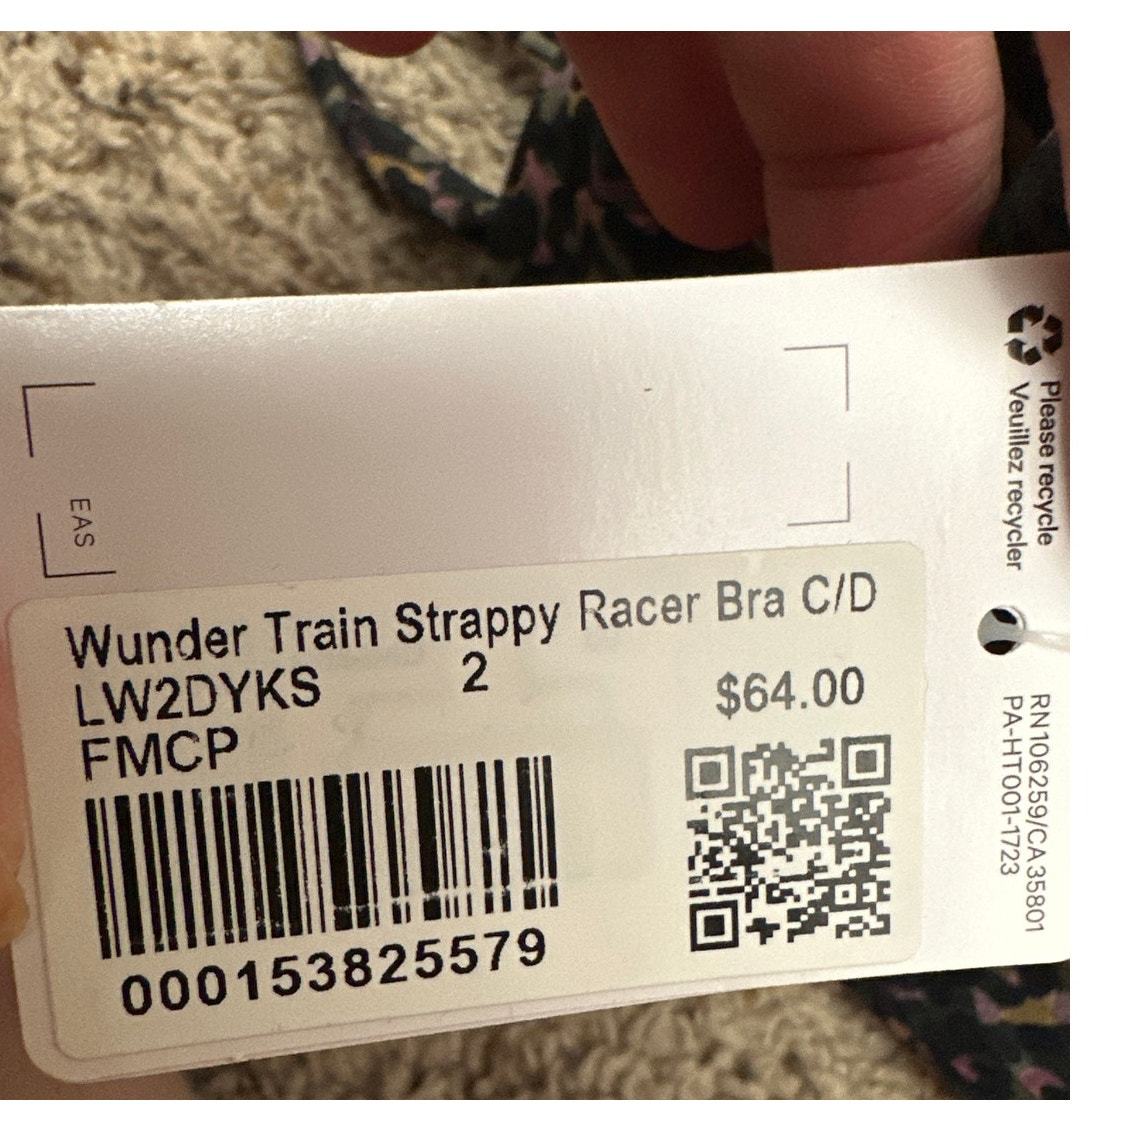 EAS
Wunder Train Strappy Racer Bra C/D
LW2DYKS 2 $64.00
FMCP
000153825579
Please recycle
Veuillez recycler
RN106259/CA35801
PA-HT001-1723